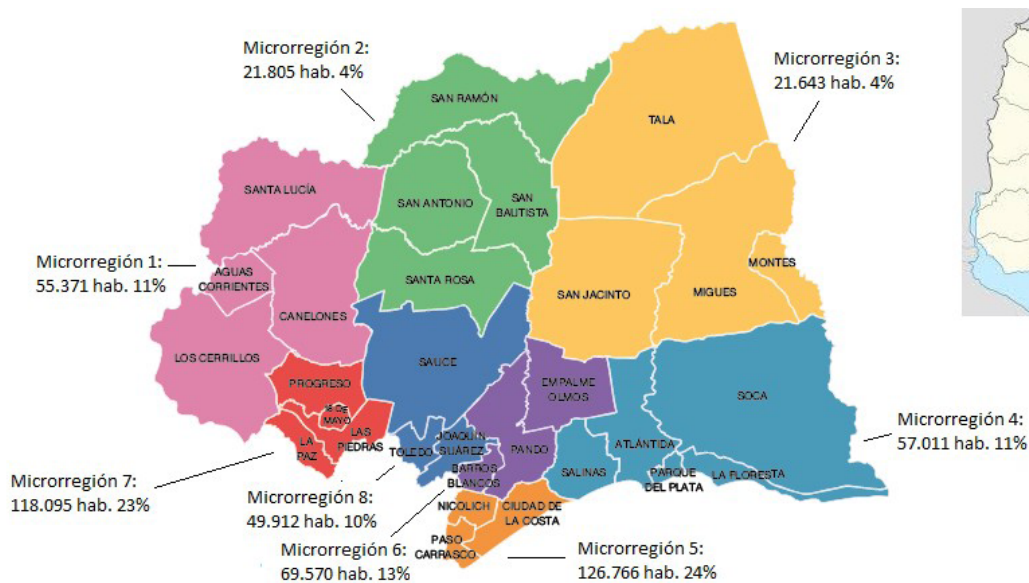 Microrregión 2:
21.805 hab. 4%
Microrregión 3:
21.643 hab. 4%
SAN RAMÓN
TALA
SANTA LUCÍA
SAN ANTONIO
SAN
BAUTISTA
Microrregión 1:
55.371 hab. 11%
AGUAS
CORRIENTES
SANTA ROSA
MONTES
SAN JACINTO
MIGUES
CANELONES
LOS CERRILLOS
SAUCE
PROGRESO
EMPALME
OLMOS
SOCA
18 DE
MAYO
LAS
PIEDRAS
LA
PAZ
TOLEDO
JOAQUÍN
SUÁREZ
PANDO
ATLÁNTIDA
Microrregión 4:
57.011 hab. 11%
BARROS
BLANCOS
SALINAS
PARQUE
DEL PLATA
LA FLORESTA
Microrregión 7:
118.095 hab. 23%
Microrregión 8:
49.912 hab. 10%
NICOLICH
CIUDAD DE
LA COSTA
PASO
CARRASCO
Microrregión 6:
69.570 hab. 13%
Microrregión 5:
126.766 hab. 24%